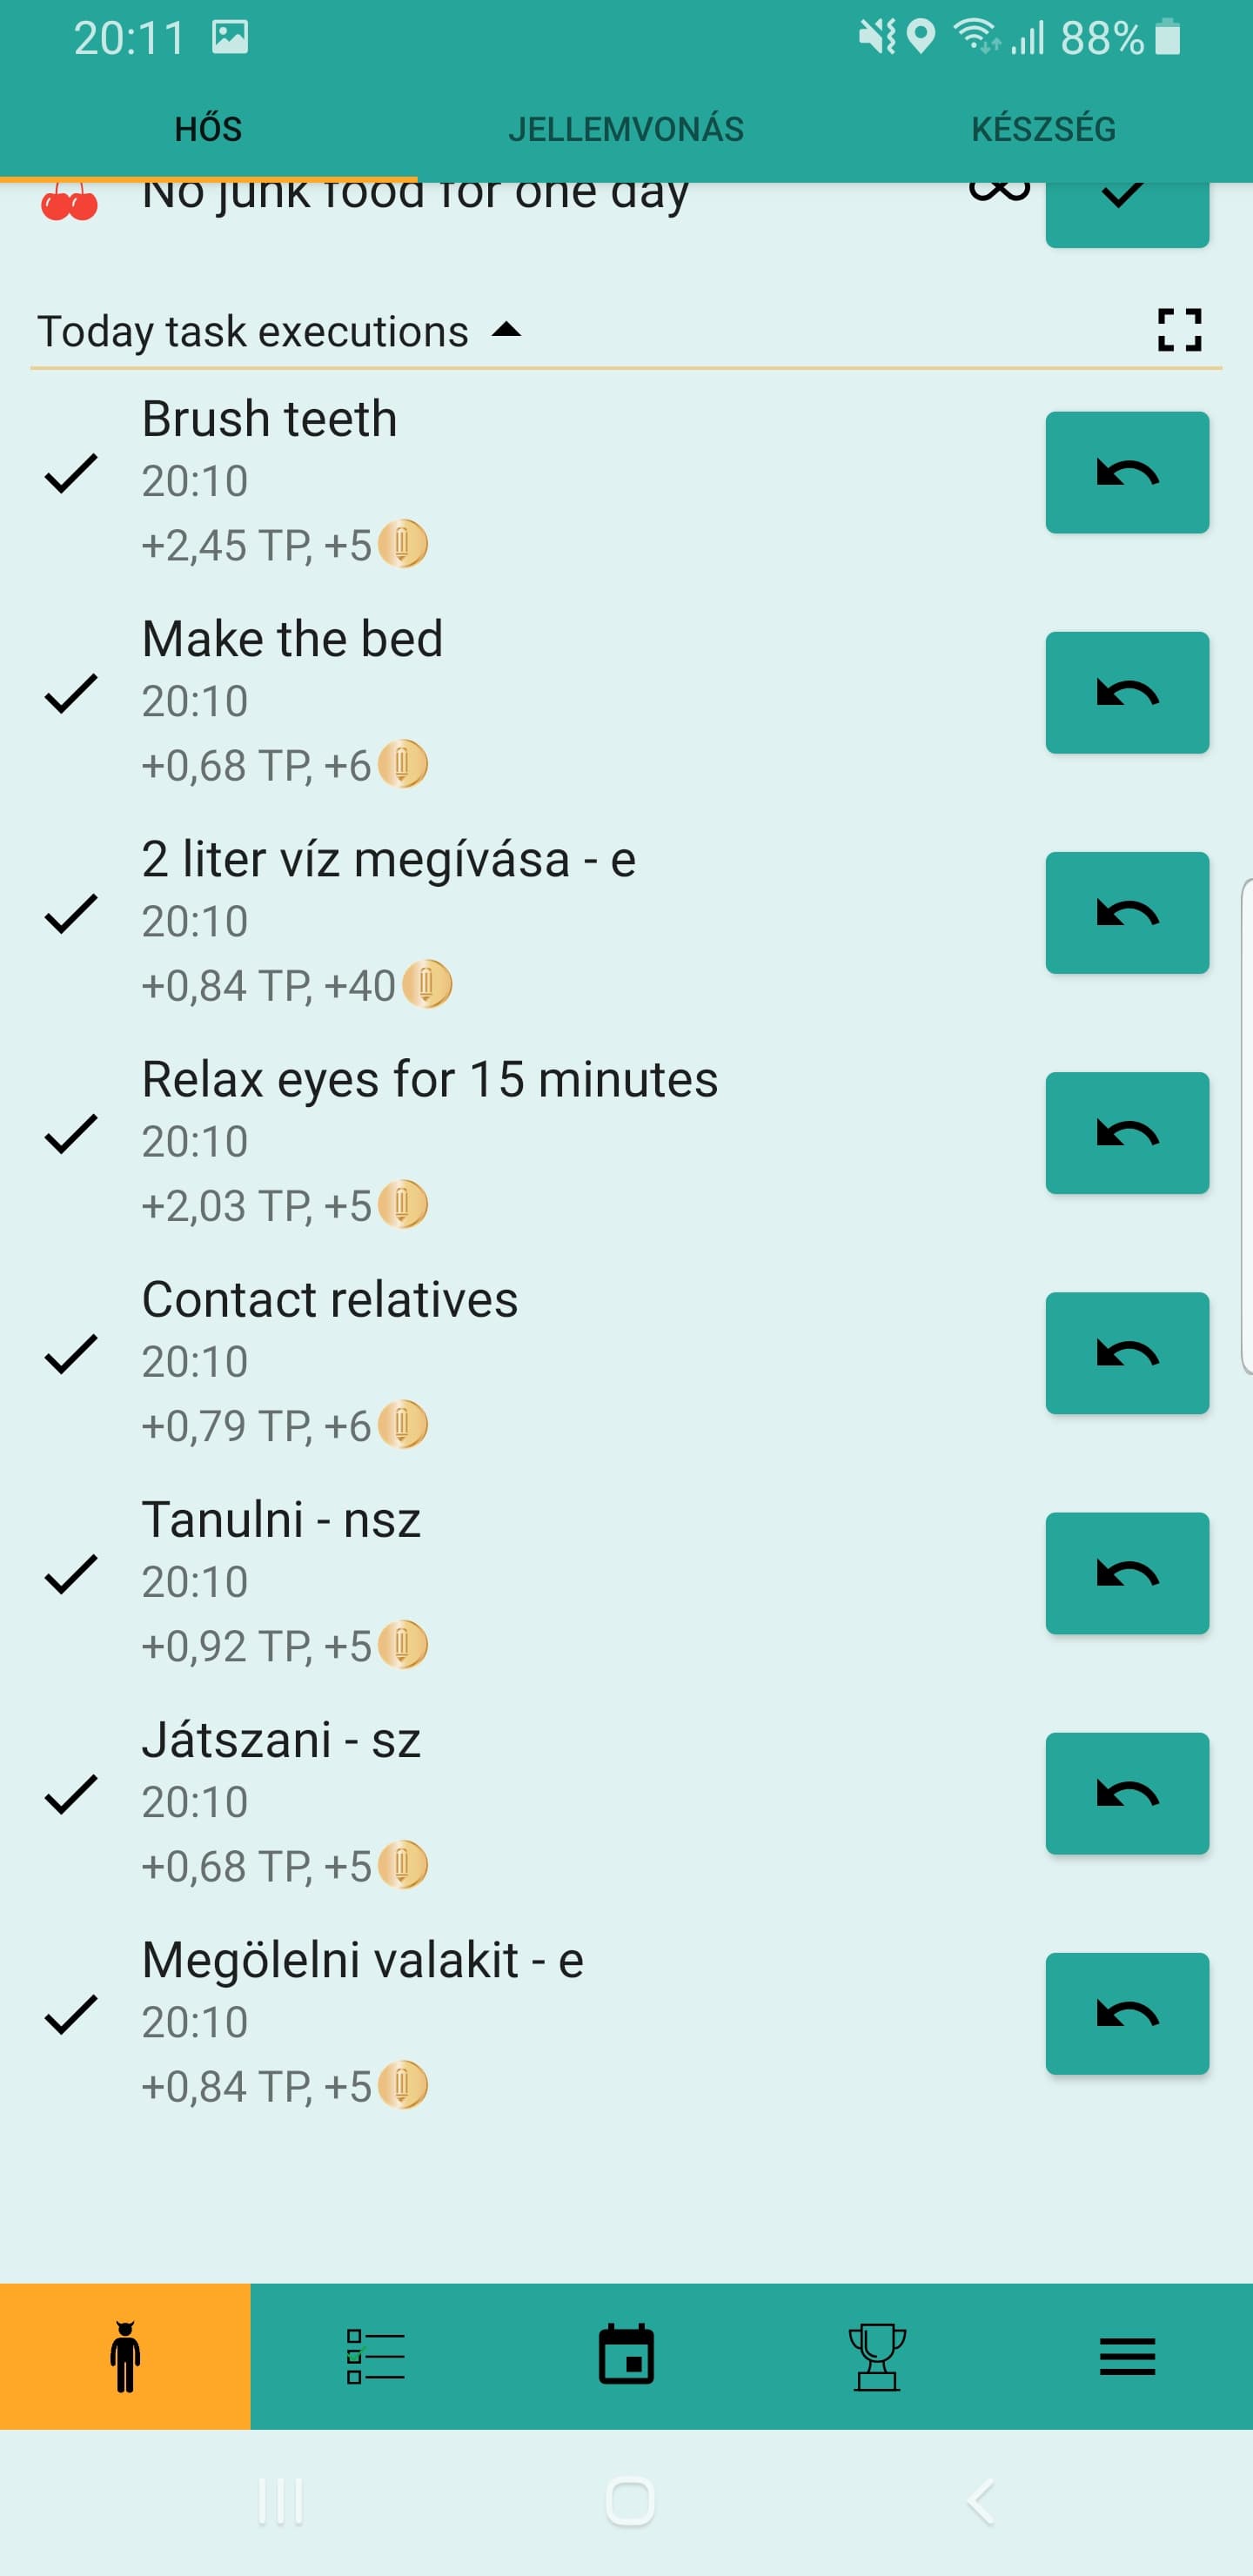 20:11 88%
HŐS JELLEMVONÁS KÉSZSÉG
No junk food for one day
Today task executions
Brush teeth
20:10
+2,45 TP, +5
Make the bed
20:10
+0,68 TP, +6
2 liter víz megívása - e
20:10
+0,84 TP, +40
Relax eyes for 15 minutes
20:10
+2,03 TP, +5
Contact relatives
20:10
+0,79 TP, +6
Tanulni - nsz
20:10
+0,92 TP, +5
Játszani - sz
20:10
+0,68 TP, +5
Megölelni valakit - e
20:10
+0,84 TP, +5